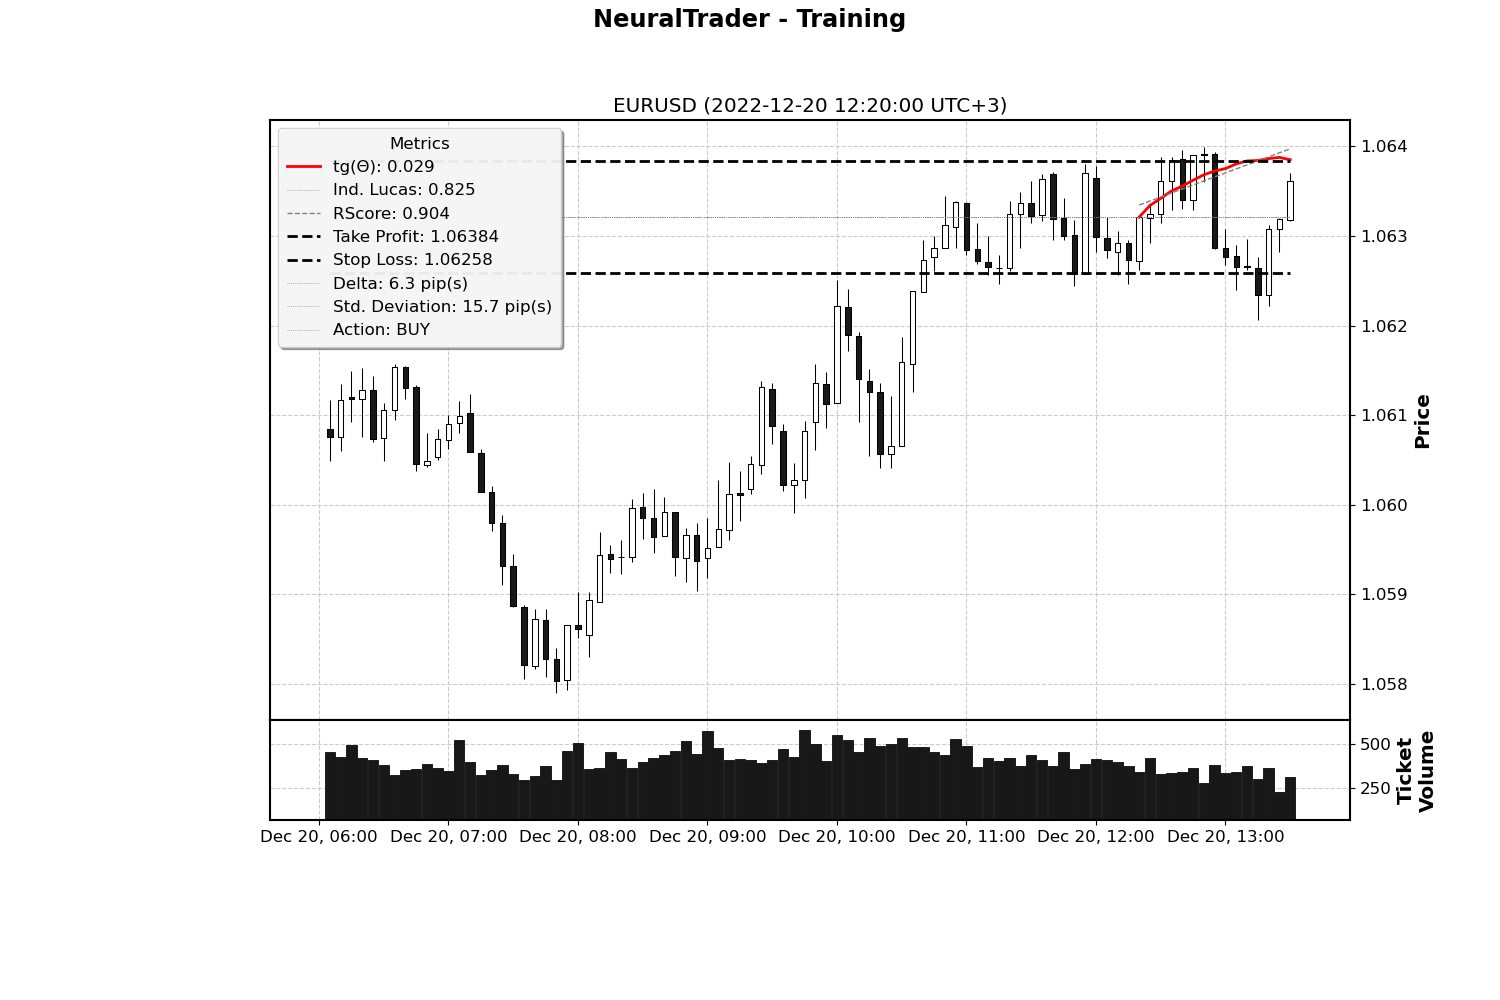 NeuralTrader - Training
EURUSD (2022-12-20 12:20:00 UTC+3)
Metrics
tg(Θ): 0.029
Ind. Lucas: 0.825
RScore: 0.904
Take Profit: 1.06384
Stop Loss: 1.06258
Delta: 6.3 pip(s)
Std. Deviation: 15.7 pip(s)
Action: BUY
1.064
1.063
1.062
1.061
1.060
1.059
1.058
Price
500
250
Ticket
Volume
Dec 20, 06:00 Dec 20, 07:00 Dec 20, 08:00 Dec 20, 09:00 Dec 20, 10:00 Dec 20, 11:00 Dec 20, 12:00 Dec 20, 13:00